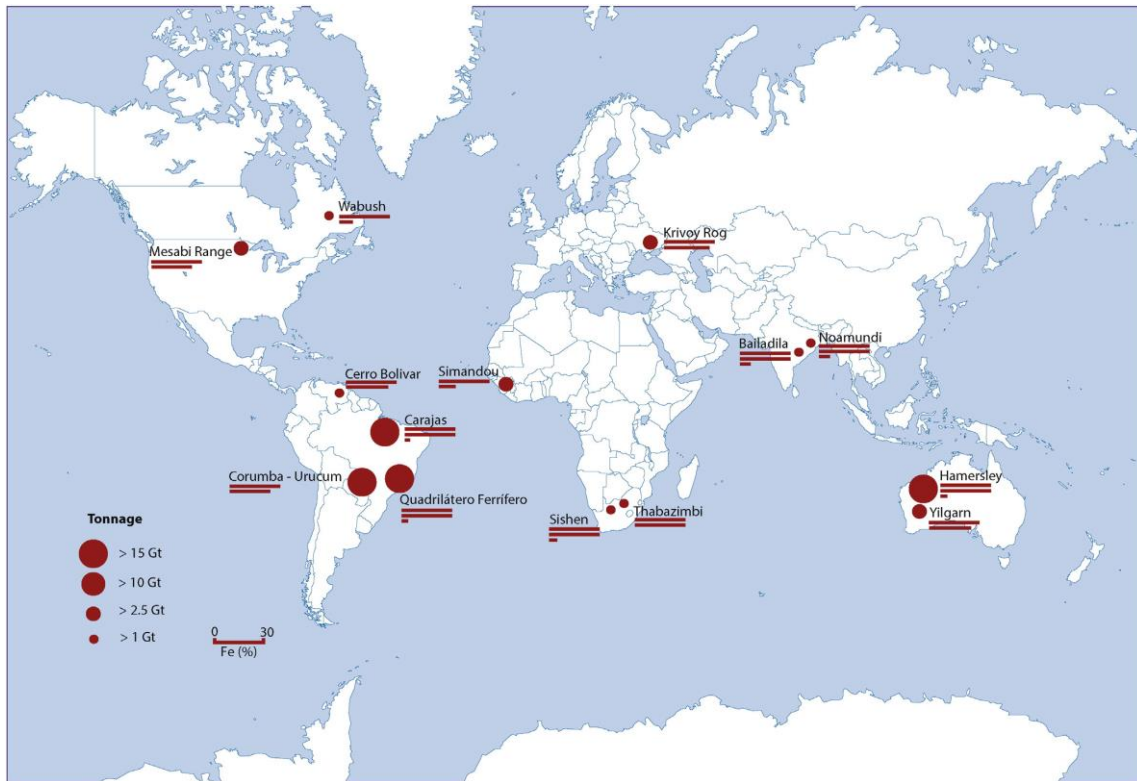 Wabush
Mesabi Range
Krivoy Rog
Noamundi
Bailadila
Cerro Bolivar
Simandou
Carajas
Corumba - Urucum
Quadrilátero Ferrífero
Hamersley
Sishen
Thabazimbi
Yilgarn
Tonnage
> 15 Gt
> 10 Gt
> 2.5 Gt
> 1 Gt
0 30
Fe (%)